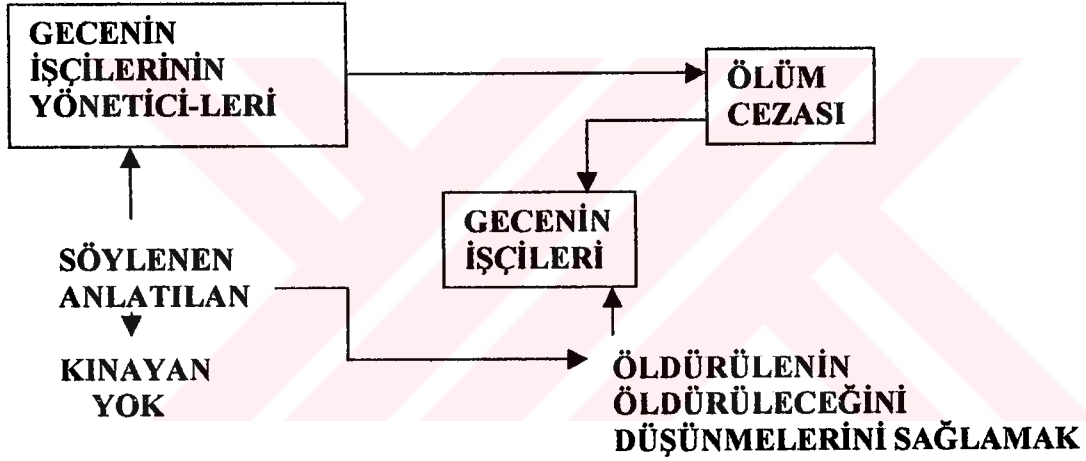 GECENİN
İŞÇİLERİNİN
YÖNETİCİ-LERİ
ÖLÜM
CEZASI
GECENİN
İŞÇİLERİ
SÖYLENEN
ANLATILAN
KINAYAN
YOK
ÖLDÜRÜLENİN
ÖLDÜRÜLECEĞİNİ
DÜŞÜNMELERİNİ SAĞLAMAK